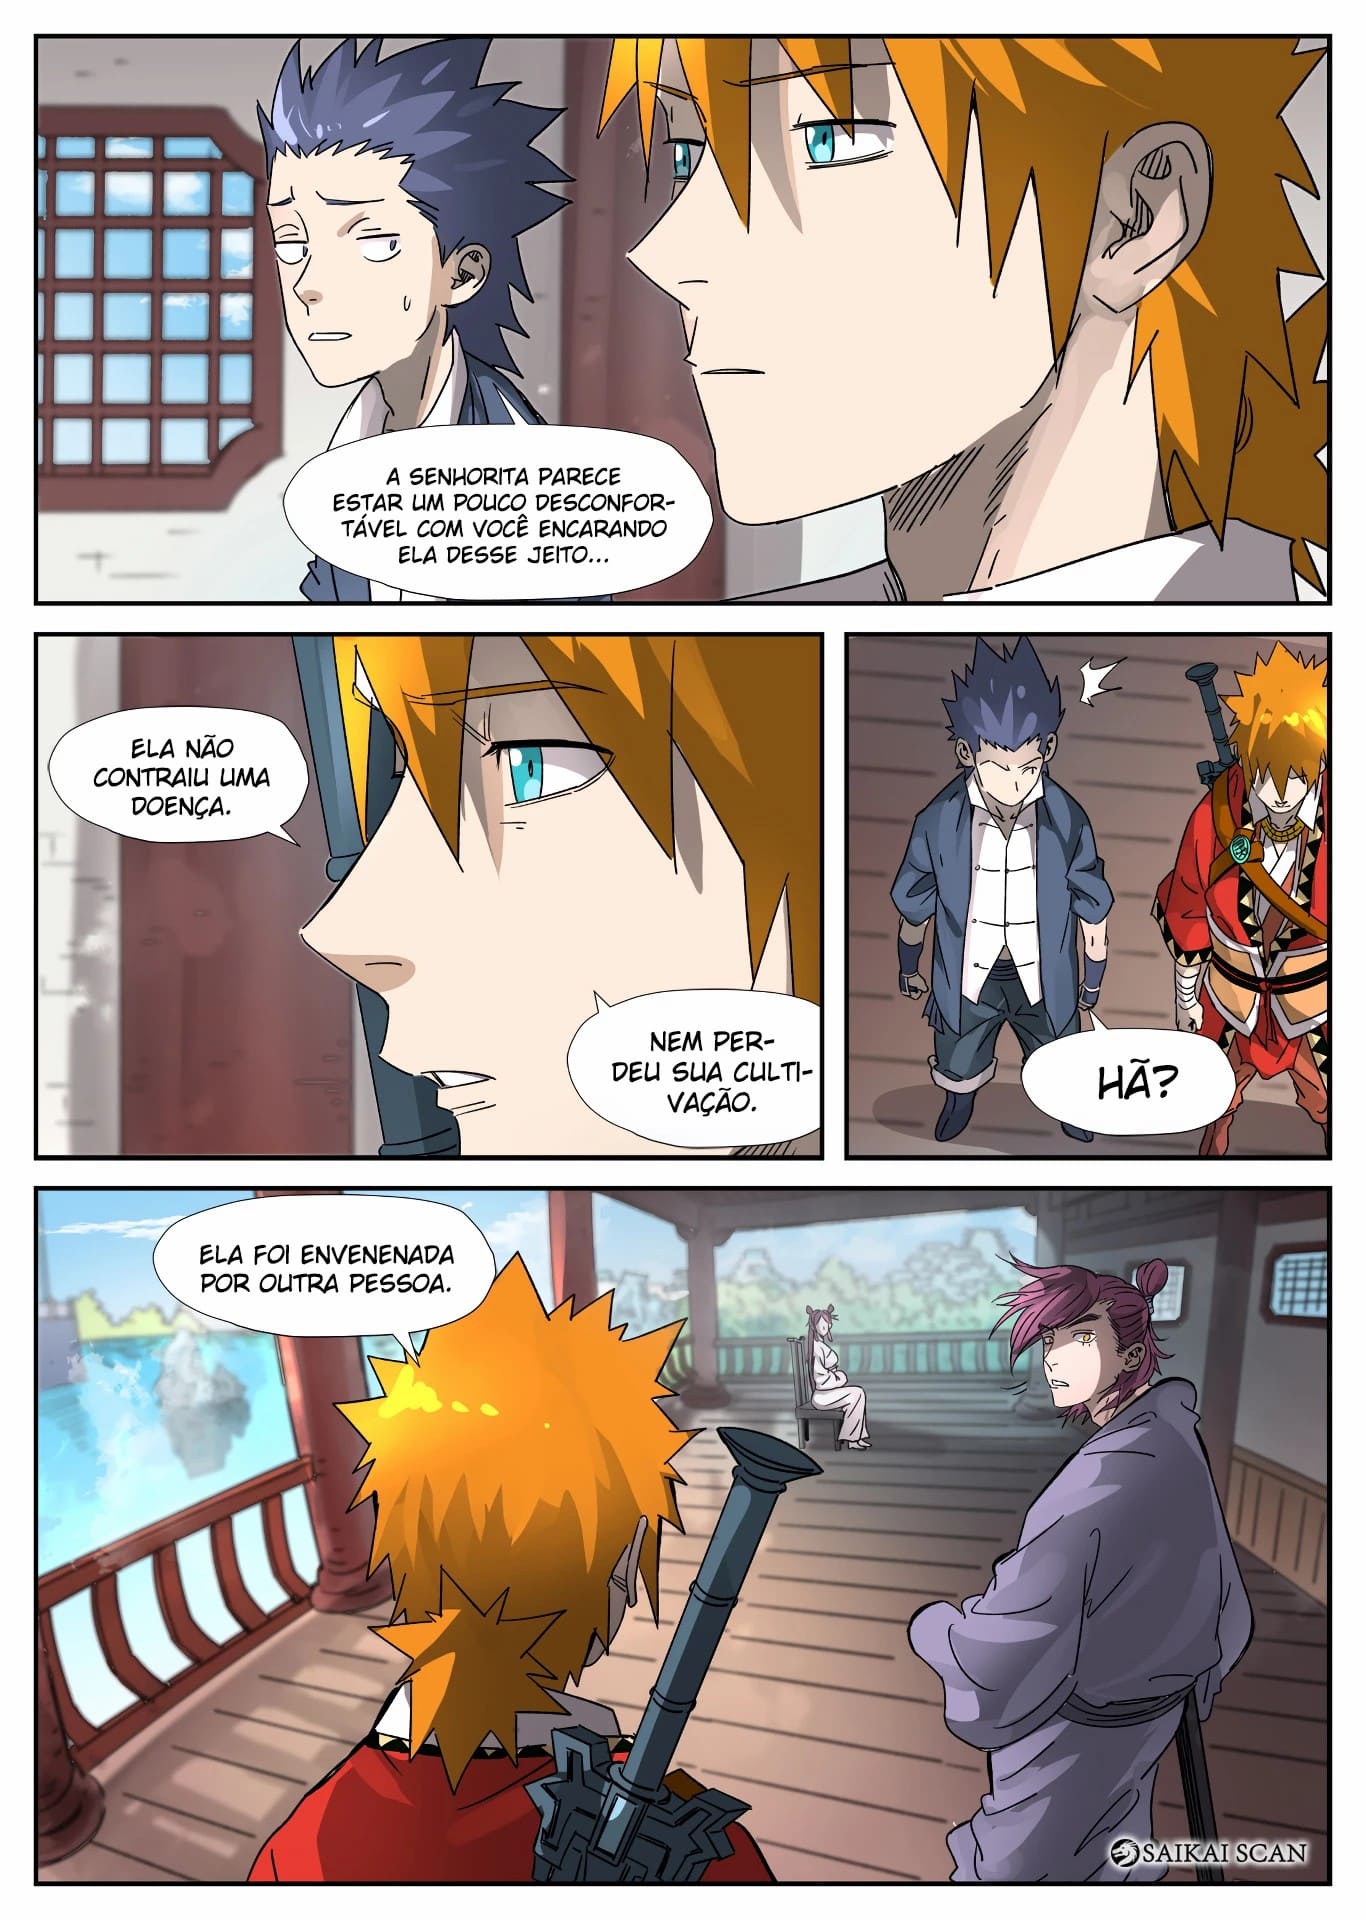 A SENHORITA PARECE
ESTAR UM POUCO DESCONFOR-
TÁVEL COM VOCÊ ENCARANDO
ELA DESSE JEITO...
ELA NÃO
CONTRAIU UMA
DOENÇA.
NEM PER-
DEU SUA CULTI-
VAÇÃO.
HÃ?
ELA FOI ENVENENADA
POR OUTRA PESSOA.
SAIKAI SCAN